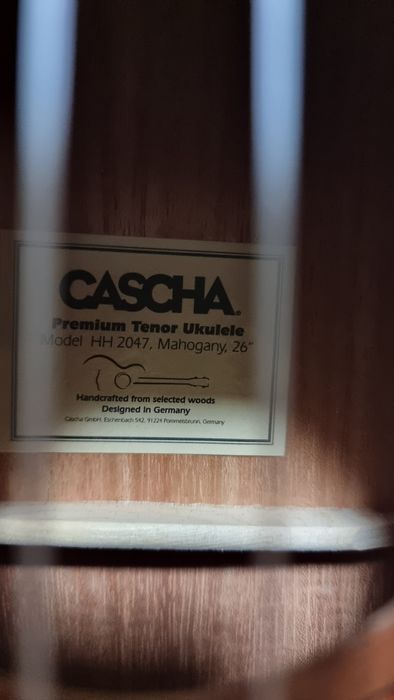 CASCHA®
Premium Tenor Ukulele
Model HH 2047, Mahogany, 26"
Handcrafted from selected woods
Designed in Germany
Cascha GmbH, Eschenbach 542, 91224 Pommelsbrunn, Germany